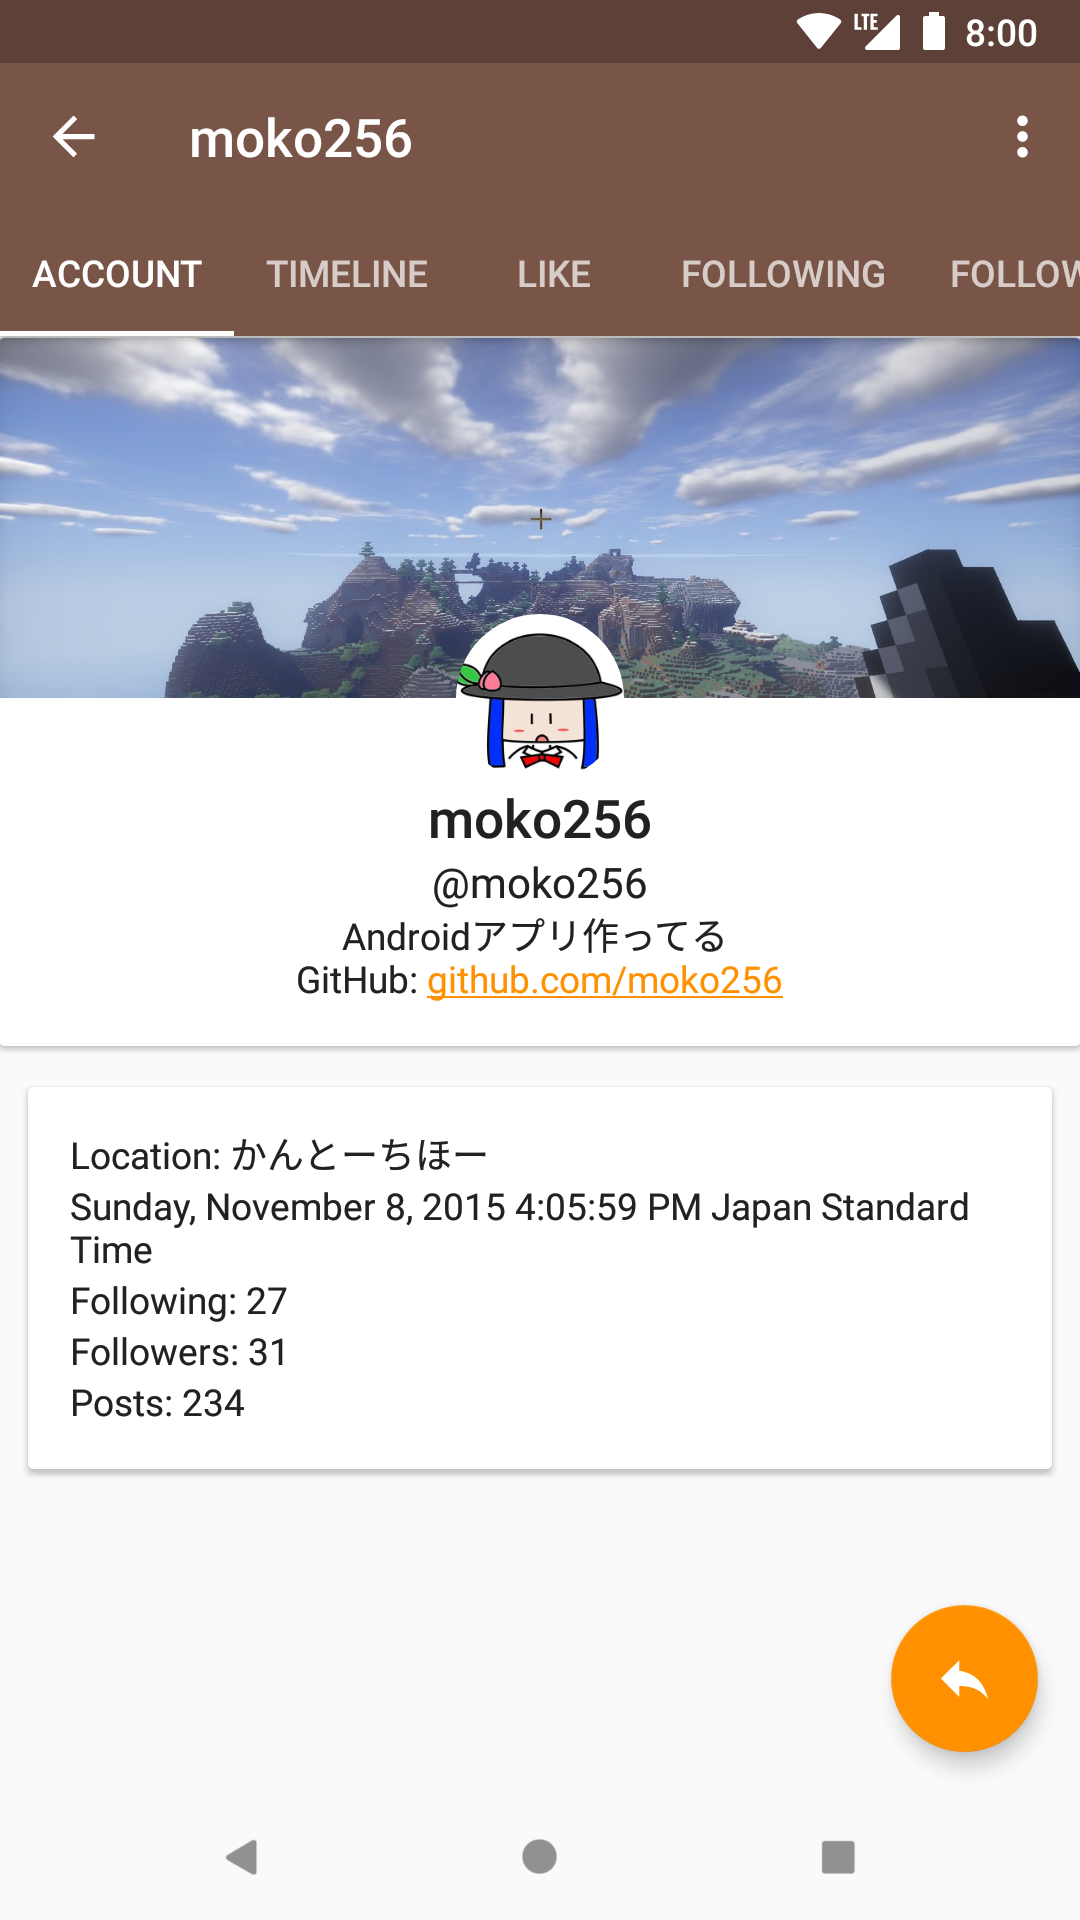 LTE 8:00
moko256
ACCOUNT TIMELINE LIKE FOLLOWING FOLLOW
moko256
@moko256
Androidアプリ作ってる
GitHub: github.com/moko256
Location: かんとーちほー
Sunday, November 8, 2015 4:05:59 PM Japan Standard
Time
Following: 27
Followers: 31
Posts: 234